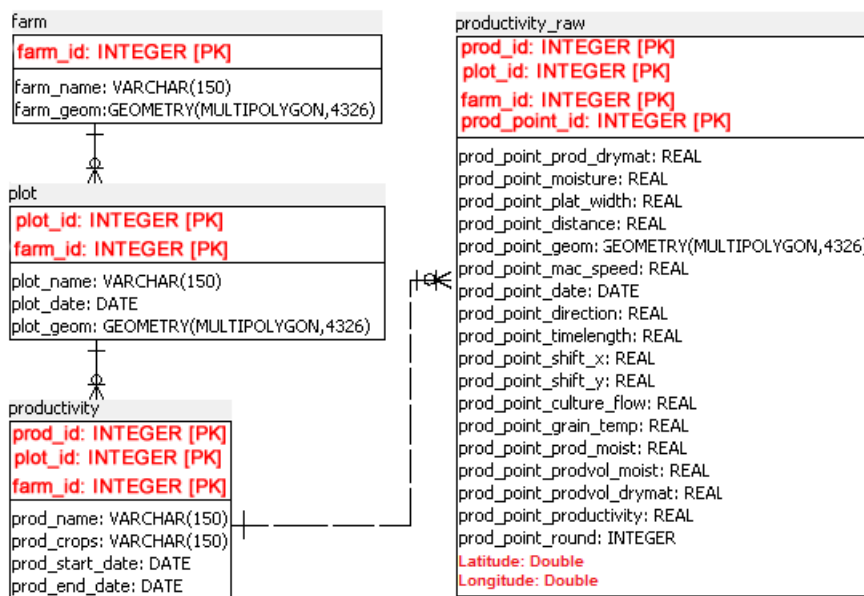 farm
farm_id: INTEGER [PK]
farm_name: VARCHAR(150)
farm_geom:GEOMETRY(MULTIPOLYGON,4326)
plot
plot_id: INTEGER [PK]
farm_id: INTEGER [PK]
plot_name: VARCHAR(150)
plot_date: DATE
plot_geom: GEOMETRY(MULTIPOLYGON,4326)
productivity
prod_id: INTEGER [PK]
plot_id: INTEGER [PK]
farm_id: INTEGER [PK]
prod_name: VARCHAR(150)
prod_crops: VARCHAR(150)
prod_start_date: DATE
prod_end_date: DATE
productivity_raw
prod_id: INTEGER [PK]
plot_id: INTEGER [PK]
farm_id: INTEGER [PK]
prod_point_id: INTEGER [PK]
prod_point_prod_drymat: REAL
prod_point_moisture: REAL
prod_point_plat_width: REAL
prod_point_distance: REAL
prod_point_geom: GEOMETRY(MULTIPOLYGON,4326)
prod_point_mac_speed: REAL
prod_point_date: DATE
prod_point_direction: REAL
prod_point_timelength: REAL
prod_point_shift_x: REAL
prod_point_shift_y: REAL
prod_point_culture_flow: REAL
prod_point_grain_temp: REAL
prod_point_prod_moist: REAL
prod_point_prodvol_moist: REAL
prod_point_prodvol_drymat: REAL
prod_point_productivity: REAL
prod_point_round: INTEGER
Latitude: Double
Longitude: Double